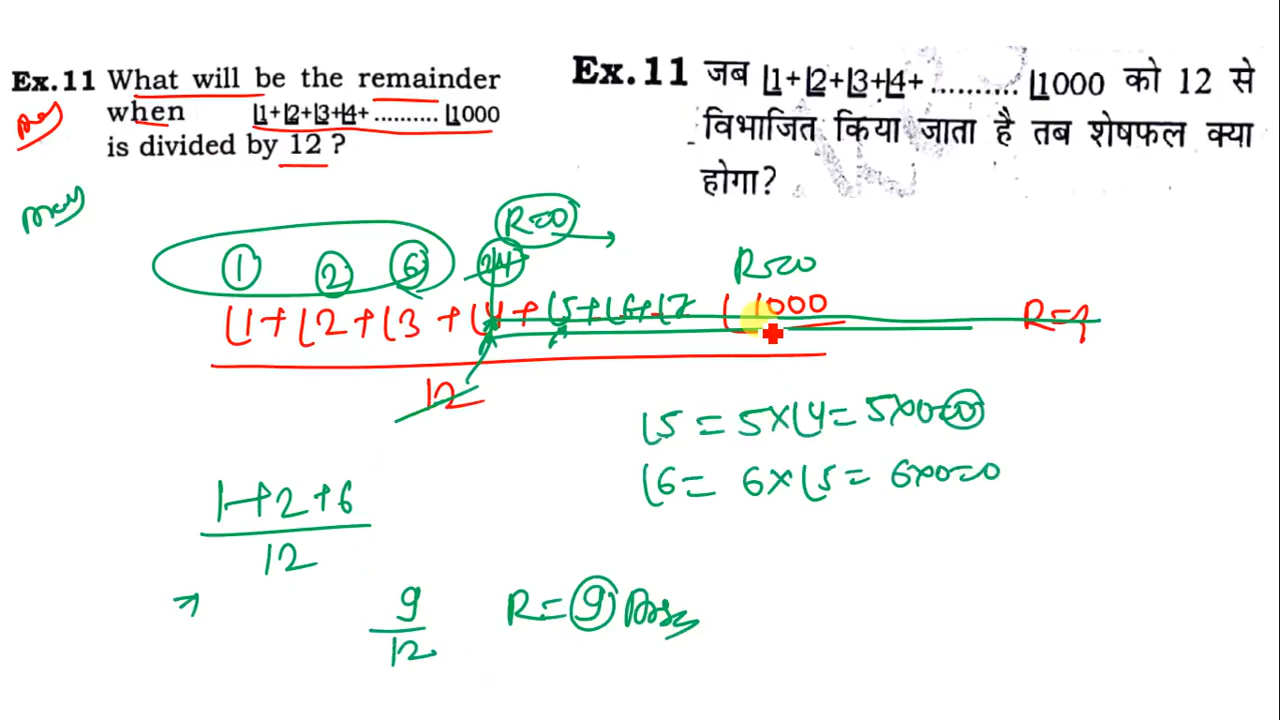 Ex.11 What will be the remainder
when |1+|2+|3+|4+ .......... |1000
is divided by 12 ?
Ex. 11 जब |1+|2+|3+|4+ .......... |1000 को 12 से
विभाजित किया जाता है तब शेषफल क्या
होगा?
R=0
1 2 6 24
R=0
|1+|2+|3+|4+|5+|6+|7 |1000
12
|5 = 5×|4= 5×0=0
|6= 6×|5= 6×0=0
1+2+6
12
9
12
R= 9 Ans